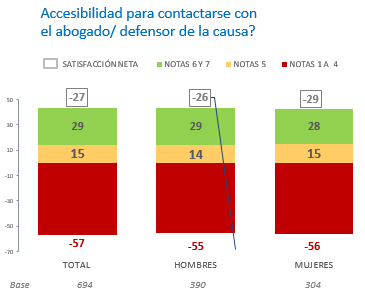 Accesibilidad para contactarse con
el abogado/ defensor de la causa?
SATISFACCIÓN NETA NOTAS 6 Y 7 NOTAS 5 NOTAS 1 A 4
-27 -26 -29
50
30
10
-10
-30
-50
-70
29 29 28
15 14 15
-57 -55 -56
TOTAL HOMBRES MUJERES
Base 694 390 304